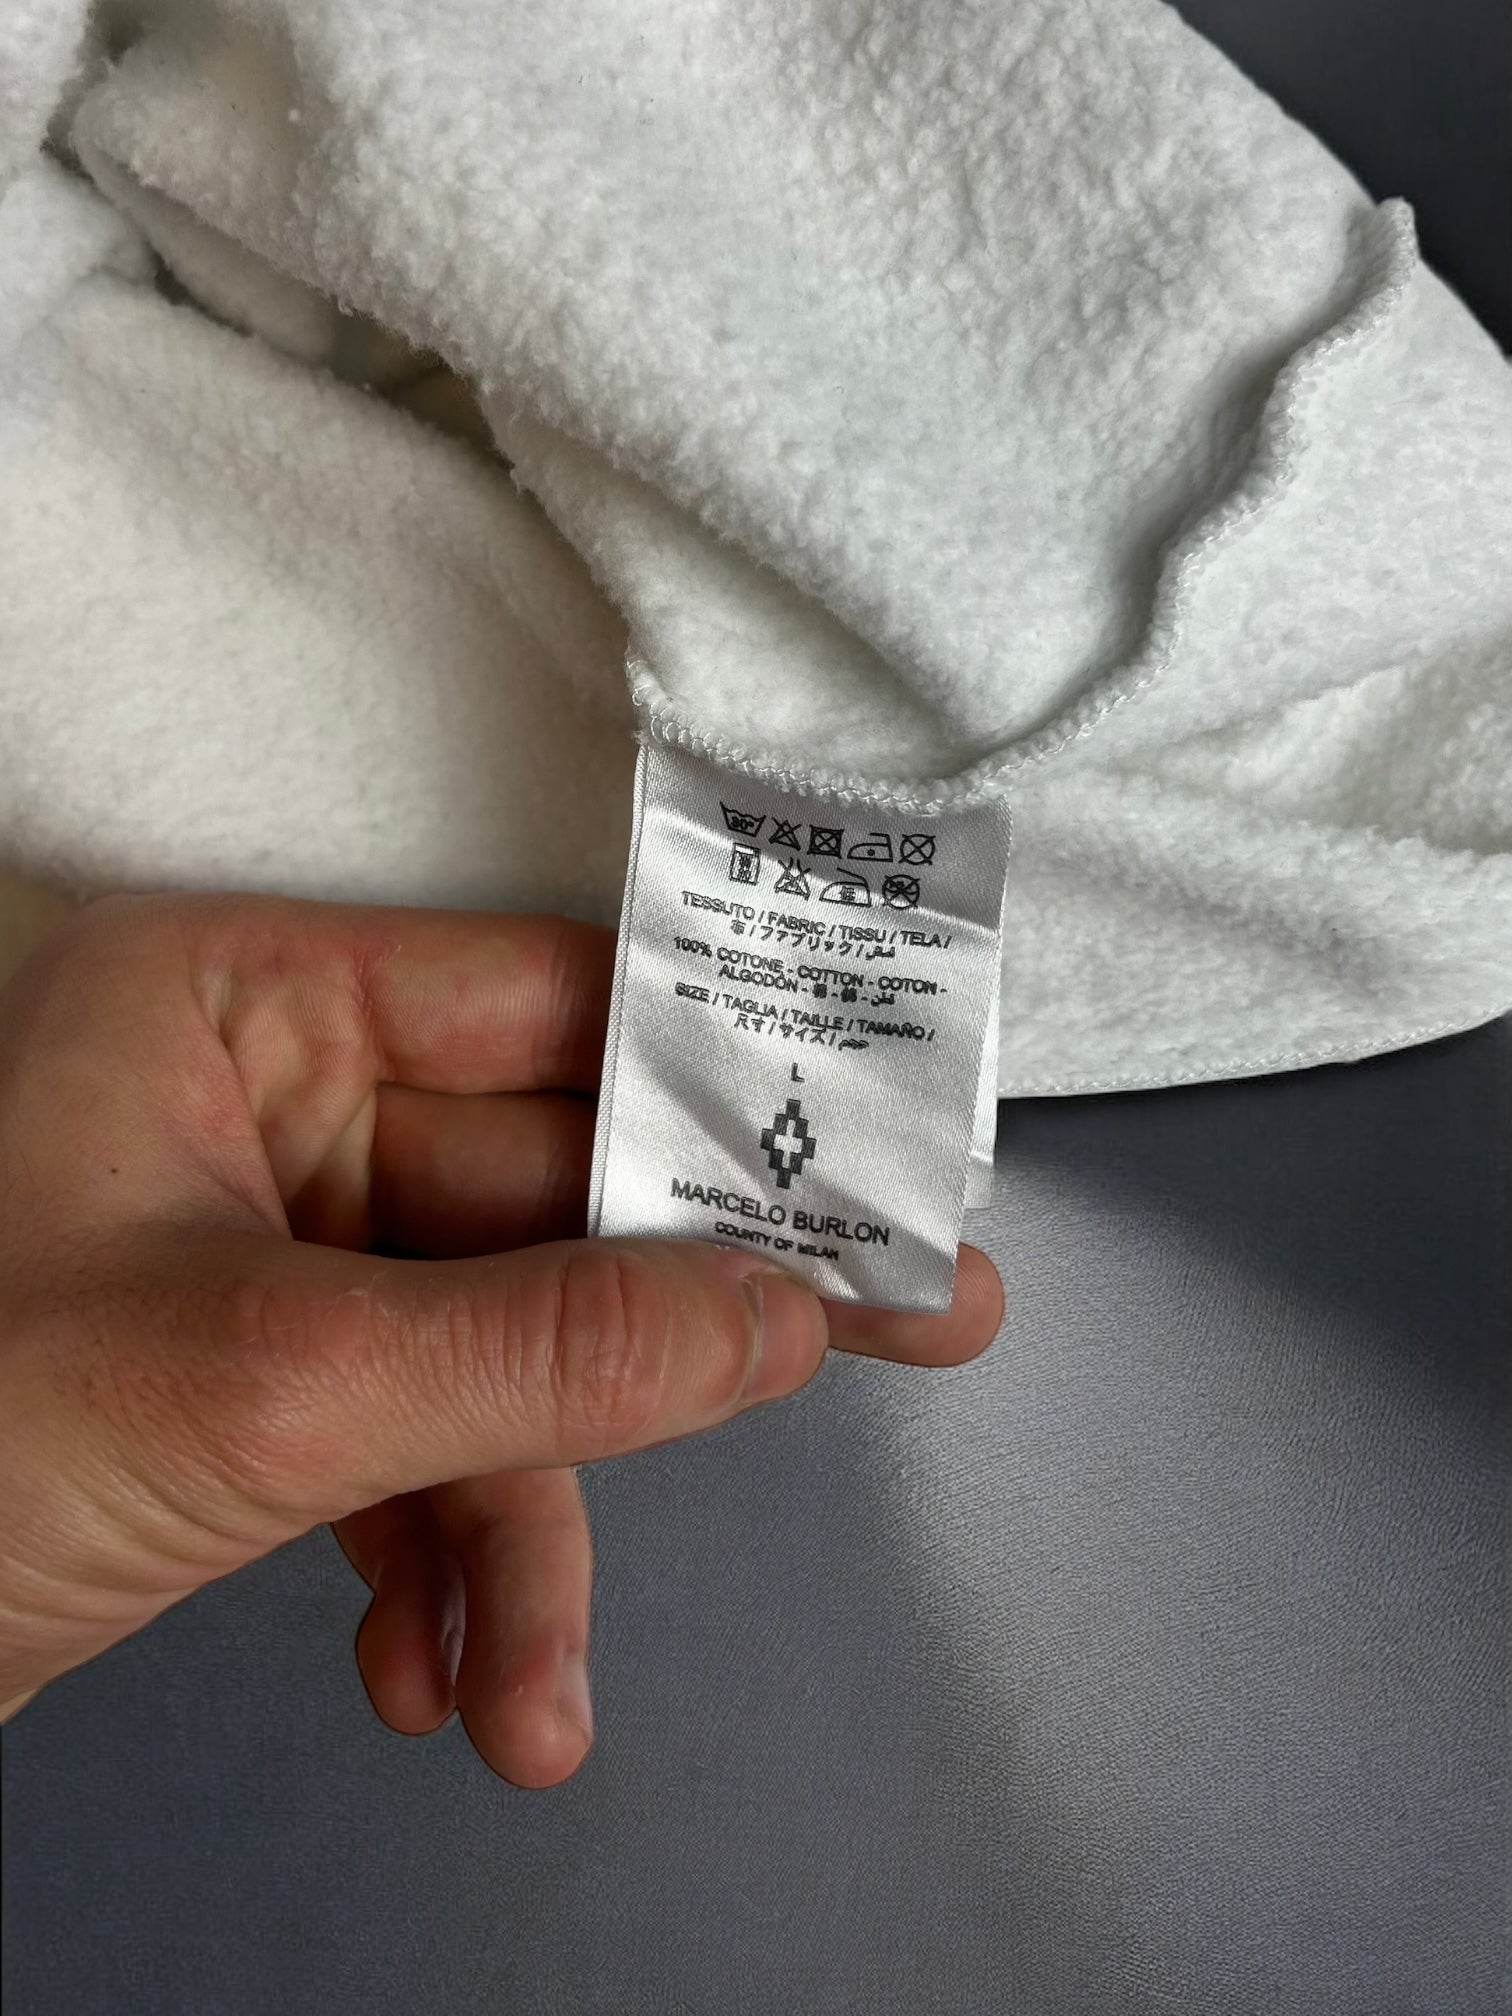 30°
TESSUTO / FABRIC / TISSU / TELA /
布 / ファブリック / قماش
100% COTONE - COTTON - COTON -
ALGODÓN - 棉 - 綿 - قطن
SIZE / TAGLIA / TAILLE / TAMAÑO /
尺寸 / サイズ / حجم
L
MARCELO BURLON
COUNTY OF MILAN